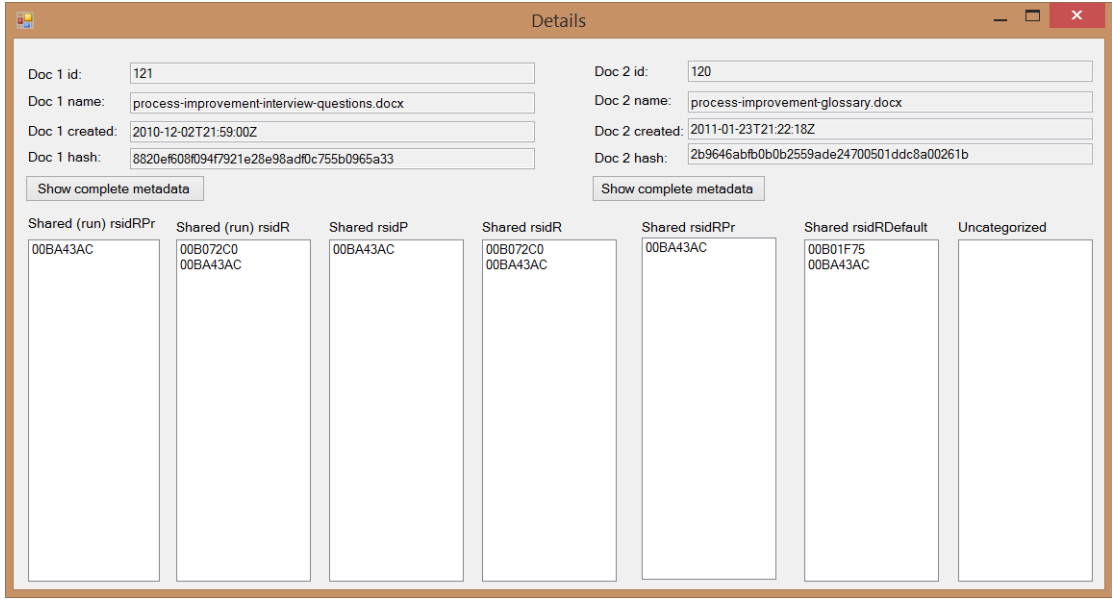 Details
Doc 1 id: 121
Doc 2 id: 120
Doc 1 name: process-improvement-interview-questions.docx
Doc 2 name: process-improvement-glossary.docx
Doc 1 created: 2010-12-02T21:59:00Z
Doc 2 created: 2011-01-23T21:22:18Z
Doc 1 hash: 8820ef608f094f7921e28e98adf0c755b0965a33
Doc 2 hash: 2b9646abfb0b0b2559ade24700501ddc8a00261b
Show complete metadata
Show complete metadata
Shared (run) rsidRPr
00BA43AC
Shared (run) rsidR
00B072C0
00BA43AC
Shared rsidP
00BA43AC
Shared rsidR
00B072C0
00BA43AC
Shared rsidRPr
00BA43AC
Shared rsidRDefault
00B01F75
00BA43AC
Uncategorized